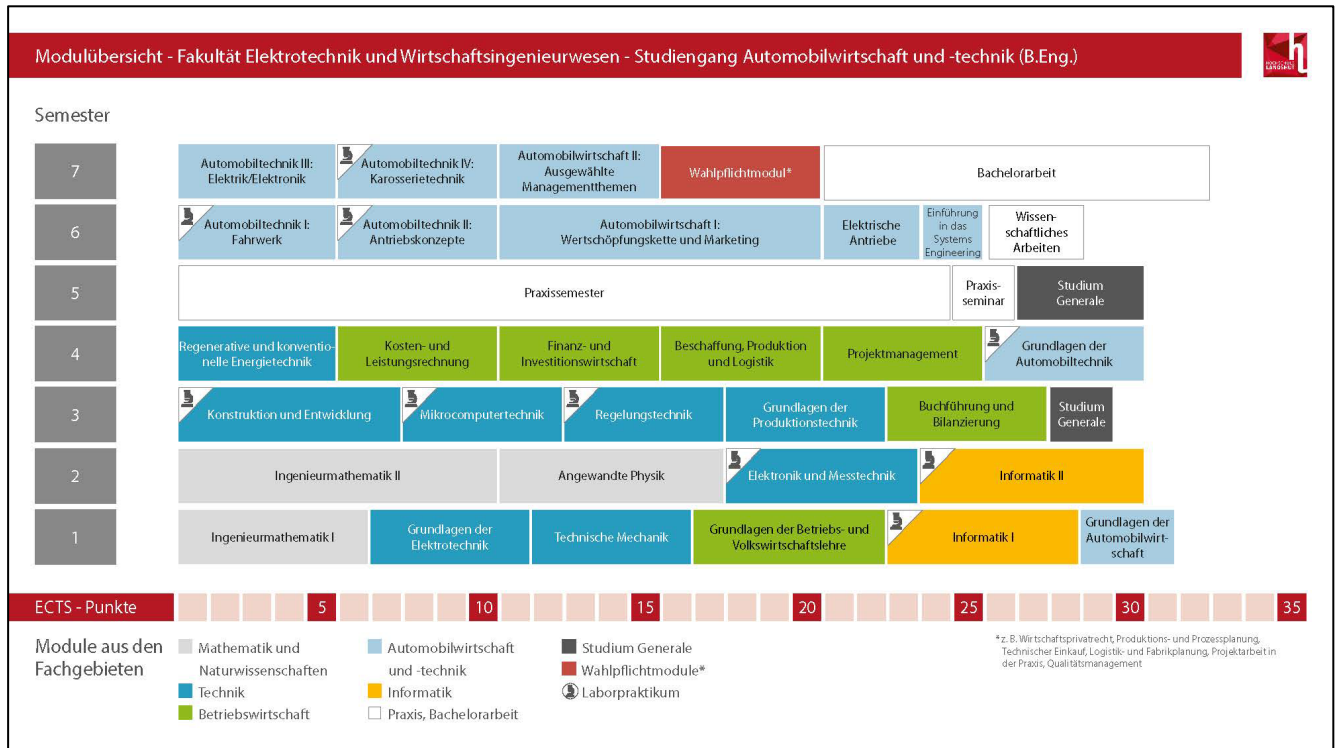 Modulübersicht - Fakultät Elektrotechnik und Wirtschaftsingenieurwesen - Studiengang Automobilwirtschaft und -technik (B.Eng.)
HOCHSCHULE
LANDSHUT
Semester
7
Automobiltechnik III:
Elektrik/Elektronik
Automobiltechnik IV:
Karosserietechnik
Automobilwirtschaft II:
Ausgewählte
Managementthemen
Wahlpflichtmodul*
Bachelorarbeit
6
Automobiltechnik I:
Fahrwerk
Automobiltechnik II:
Antriebskonzepte
Automobilwirtschaft I:
Wertschöpfungskette und Marketing
Elektrische
Antriebe
Einführung
in das
Systems
Engineering
Wissen-
schaftliches
Arbeiten
5
Praxissemester
Praxis-
seminar
Studium
Generale
4
Regenerative und konventio-
nelle Energietechnik
Kosten- und
Leistungsrechnung
Finanz- und
Investitionswirtschaft
Beschaffung, Produktion
und Logistik
Projektmanagement
Grundlagen der
Automobiltechnik
3
Konstruktion und Entwicklung
Mikrocomputertechnik
Regelungstechnik
Grundlagen der
Produktionstechnik
Buchführung und
Bilanzierung
Studium
Generale
2
Ingenieurmathematik II
Angewandte Physik
Elektronik und Messtechnik
Informatik II
1
Ingenieurmathematik I
Grundlagen der
Elektrotechnik
Technische Mechanik
Grundlagen der Betriebs- und
Volkswirtschaftslehre
Informatik I
Grundlagen der
Automobilwirt-
schaft
ECTS - Punkte 5 10 15 20 25 30 35
Module aus den
Fachgebieten
Mathematik und
Naturwissenschaften
Technik
Betriebswirtschaft
Automobilwirtschaft
und -technik
Informatik
Praxis, Bachelorarbeit
Studium Generale
Wahlpflichtmodule*
Laborpraktikum
* z. B. Wirtschaftsprivatrecht, Produktions- und Prozessplanung,
Technischer Einkauf, Logistik- und Fabrikplanung, Projektarbeit in
der Praxis, Qualitätsmanagement